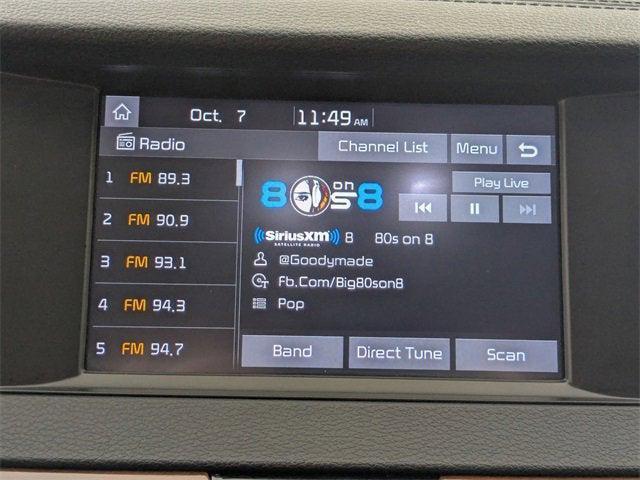 Oct. 7 11:49 AM
Radio Channel List Menu
1 FM 89.3
2 FM 90.9
3 FM 93.1
4 FM 94.3
5 FM 94.7
Play Live
80s on 8
((SiriusXM))
SATELLITE RADIO
8 80s on 8
@Goodymade
Fb.Com/Big80son8
Pop
Band Direct Tune Scan